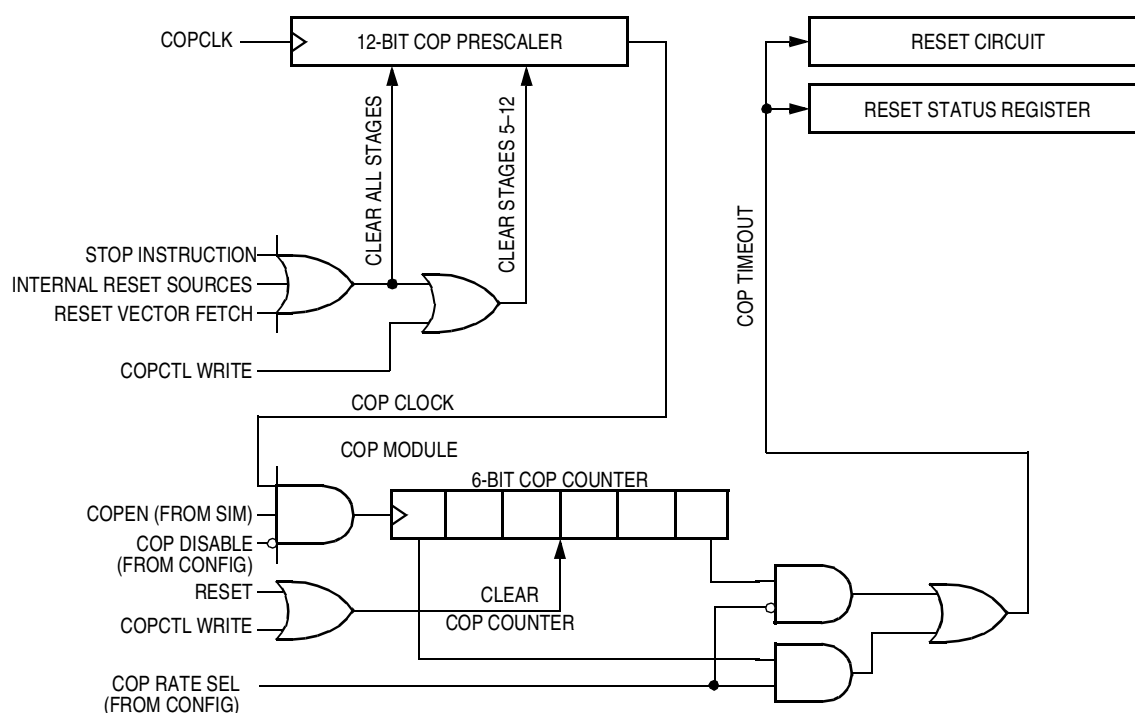 COPCLK
12-BIT COP PRESCALER
RESET CIRCUIT
RESET STATUS REGISTER
CLEAR ALL STAGES
CLEAR STAGES 5–12
COP TIMEOUT
STOP INSTRUCTION
INTERNAL RESET SOURCES
RESET VECTOR FETCH
COPCTL WRITE
COP CLOCK
COP MODULE
6-BIT COP COUNTER
COPEN (FROM SIM)
COP DISABLE
(FROM CONFIG)
RESET
COPCTL WRITE
CLEAR
COP COUNTER
COP RATE SEL
(FROM CONFIG)